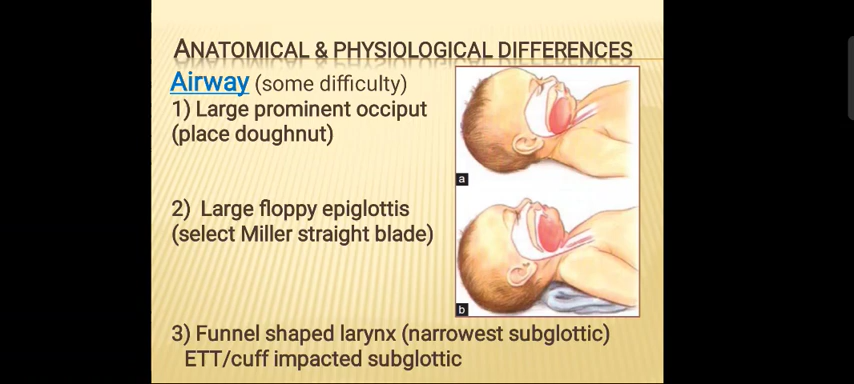 ANATOMICAL & PHYSIOLOGICAL DIFFERENCES
Airway (some difficulty)
1) Large prominent occiput
(place doughnut)
a
2) Large floppy epiglottis
(select Miller straight blade)
b
3) Funnel shaped larynx (narrowest subglottic)
ETT/cuff impacted subglottic